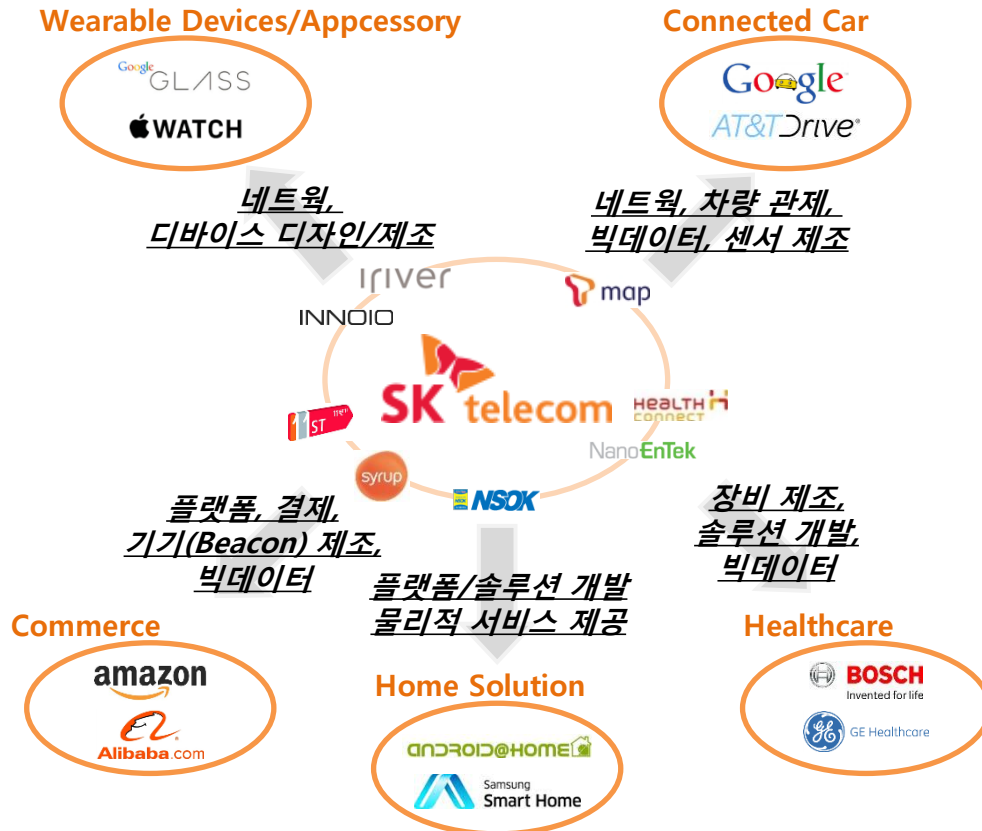 Wearable Devices/Appcessory
Google GLASS
WATCH
Connected Car
Google
AT&T Drive®
네트웍,
디바이스 디자인/제조
네트웍, 차량 관제,
빅데이터, 센서 제조
iriver
INNOIO
T map
SK telecom
HEALTH
CONNECT
NanoEnTek
11ST
syrup
NSOK
플랫폼, 결제,
기기(Beacon) 제조,
빅데이터
플랫폼/솔루션 개발
물리적 서비스 제공
장비 제조,
솔루션 개발,
빅데이터
Commerce
amazon
Alibaba.com
Home Solution
ANDROID@HOME
Samsung
Smart Home
Healthcare
BOSCH
Invented for life
GE Healthcare